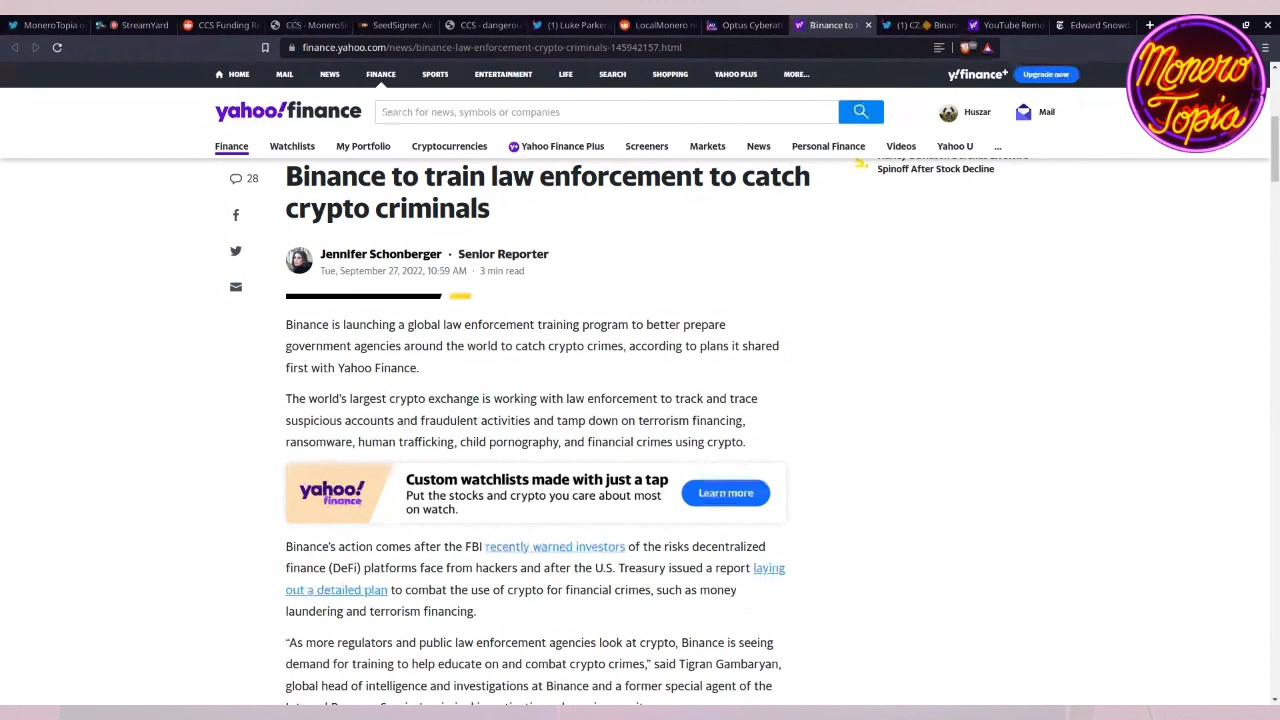 MoneroTopia o
StreamYard
CCS Funding R
CCS - MoneroS
SeedSigner: Air
CCS - dangerou
(1) Luke Parker
LocalMonero n
Optus Cyberatt
Binance to t
(1) CZ Binan
YouTube Remo
Edward Snowd
finance.yahoo.com/news/binance-law-enforcement-crypto-criminals-145942157.html
Monero Topia
HOME MAIL NEWS FINANCE SPORTS ENTERTAINMENT LIFE SEARCH SHOPPING YAHOO PLUS MORE...
y!finance+ Upgrade now
yahoo!finance
Search for news, symbols or companies
Huszar
Mail
Finance Watchlists My Portfolio Cryptocurrencies Yahoo Finance Plus Screeners Markets News Personal Finance Videos Yahoo U ...
5.
Spinoff After Stock Decline
28
Binance to train law enforcement to catch
crypto criminals
Jennifer Schonberger · Senior Reporter
Tue, September 27, 2022, 10:59 AM · 3 min read
Binance is launching a global law enforcement training program to better prepare
government agencies around the world to catch crypto crimes, according to plans it shared
first with Yahoo Finance.
The world's largest crypto exchange is working with law enforcement to track and trace
suspicious accounts and fraudulent activities and tamp down on terrorism financing,
ransomware, human trafficking, child pornography, and financial crimes using crypto.
yahoo!
finance
Custom watchlists made with just a tap
Put the stocks and crypto you care about most
on watch.
Learn more
Binance's action comes after the FBI recently warned investors of the risks decentralized
finance (DeFi) platforms face from hackers and after the U.S. Treasury issued a report laying
out a detailed plan to combat the use of crypto for financial crimes, such as money
laundering and terrorism financing.
“As more regulators and public law enforcement agencies look at crypto, Binance is seeing
demand for training to help educate on and combat crypto crimes,” said Tigran Gambaryan,
global head of intelligence and investigations at Binance and a former special agent of the